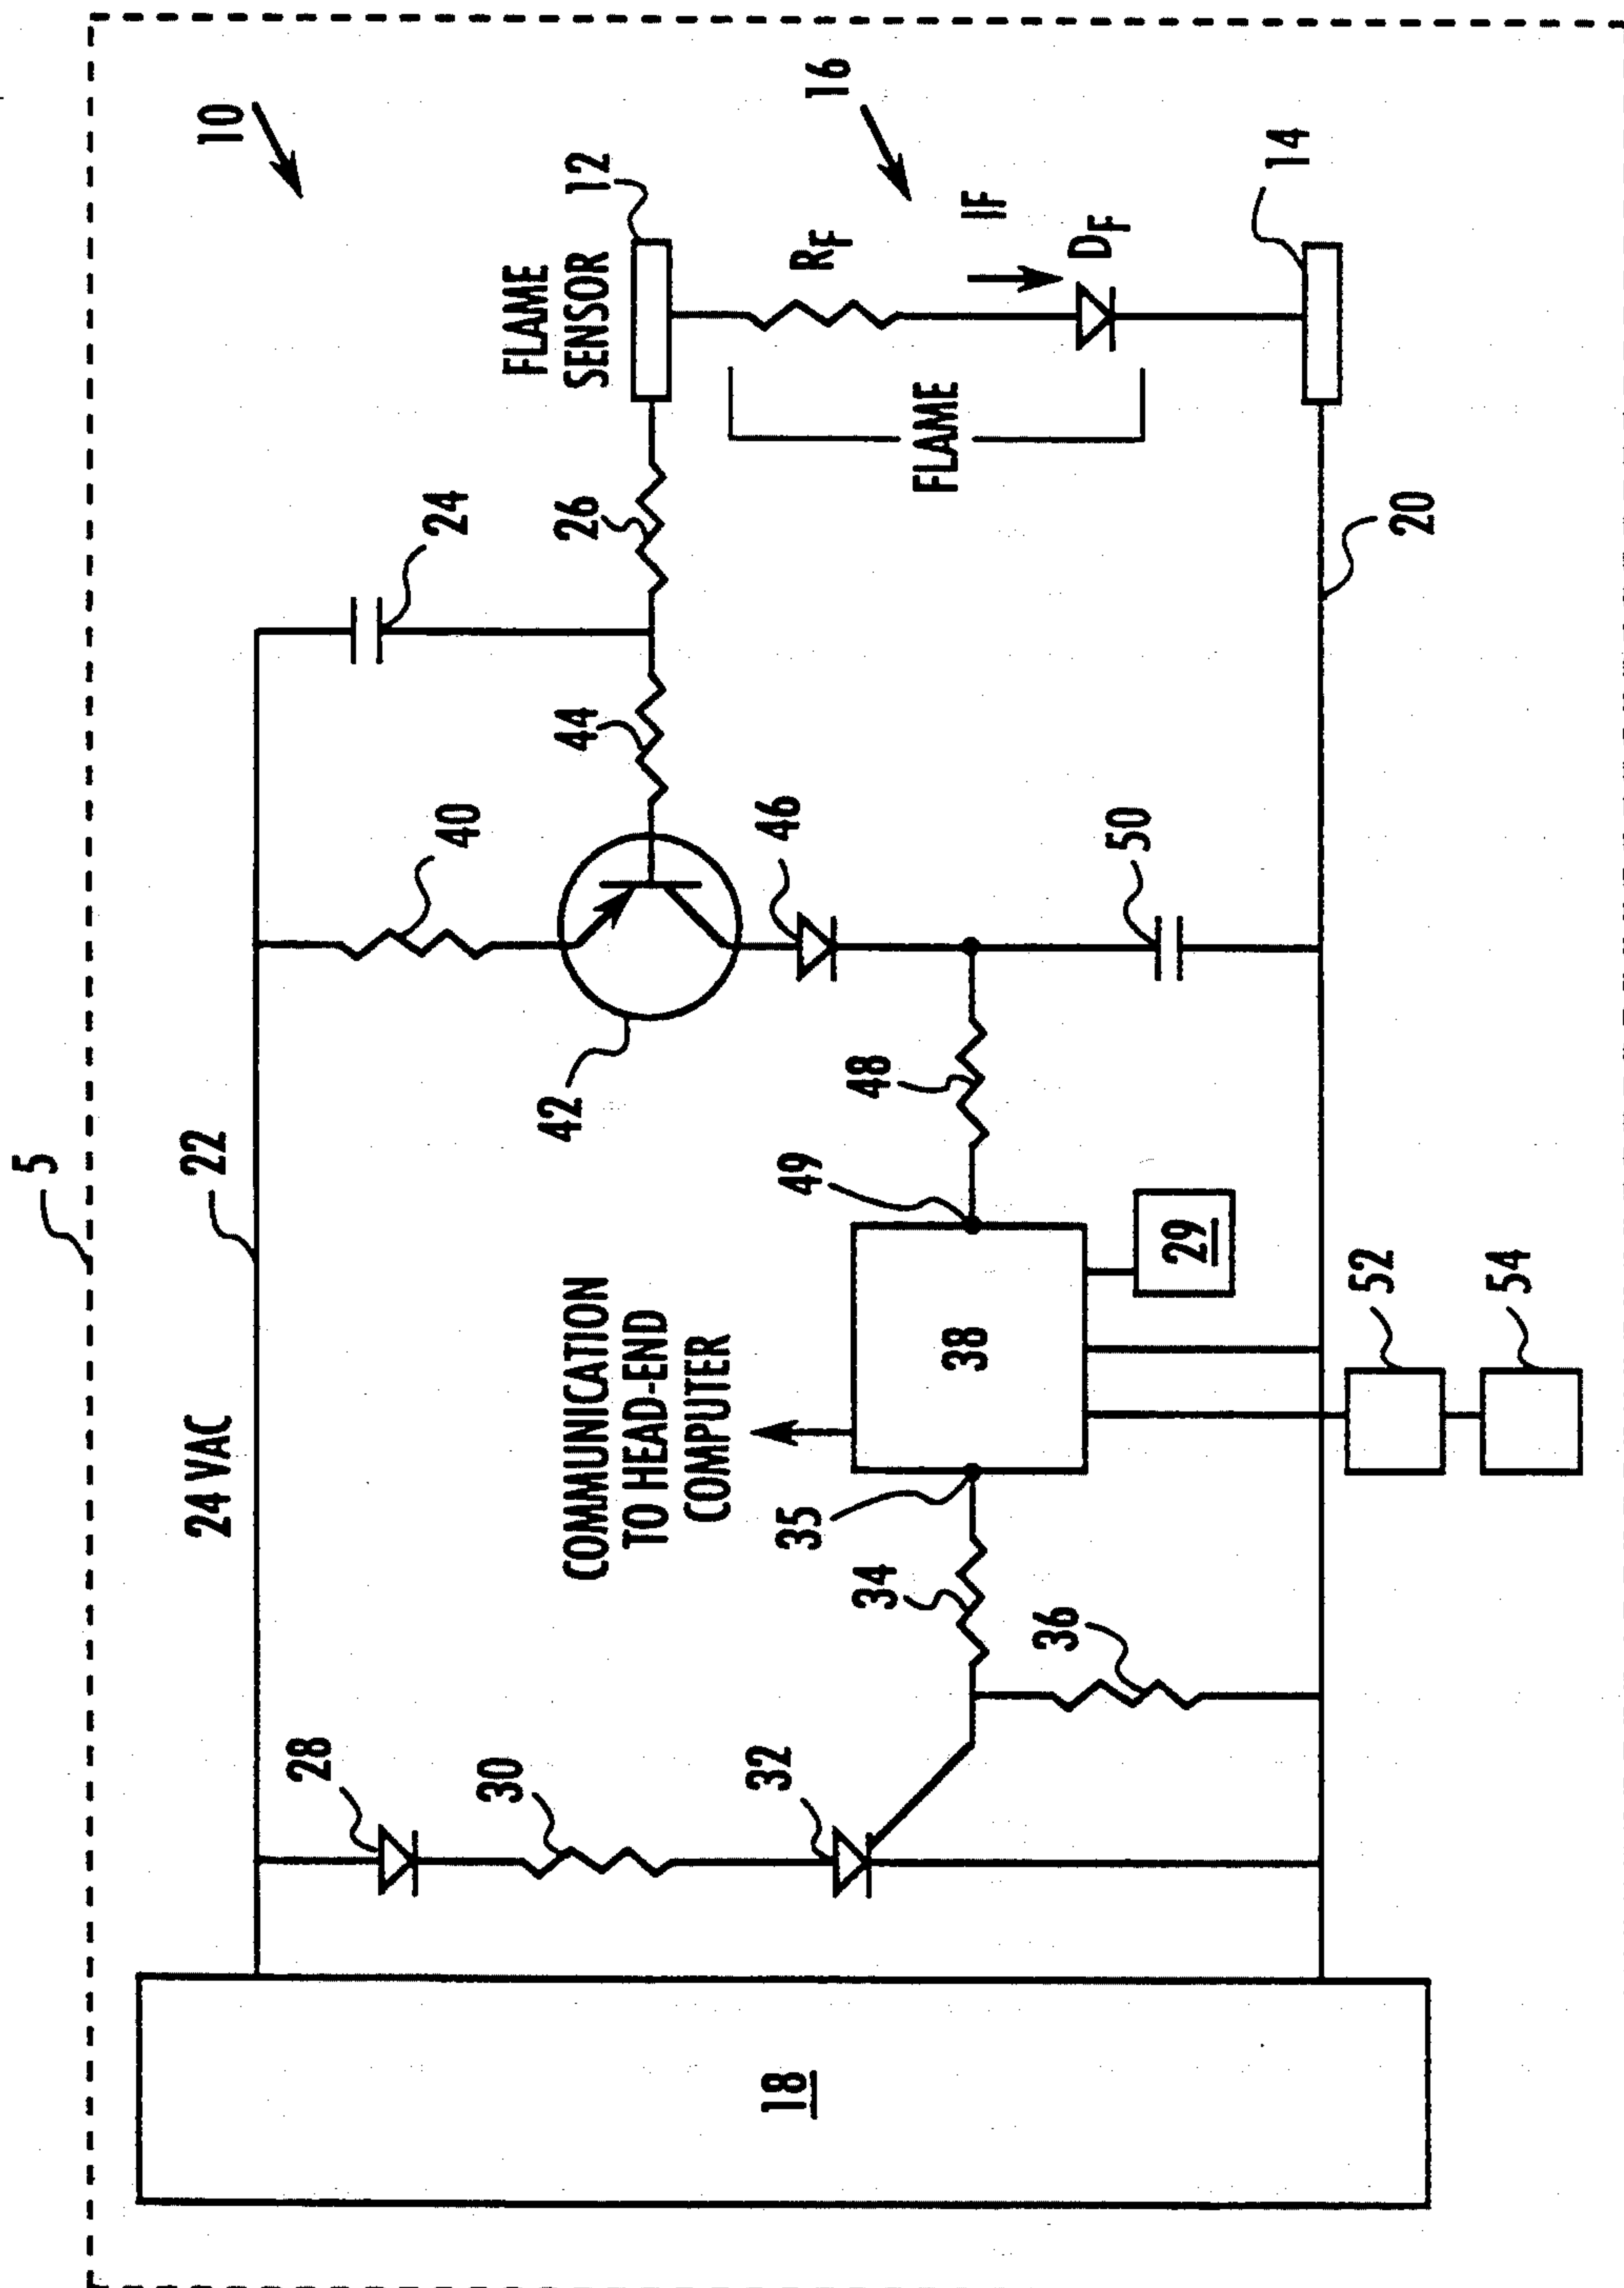 5
10
24 VAC
22
28
30
32
40
42
44
24
26
FLAME
SENSOR
12
16
RF
IF
DF
FLAME
14
46
48
49
50
COMMUNICATION
TO HEAD-END
COMPUTER
35
34
36
38
29
20
52
54
18